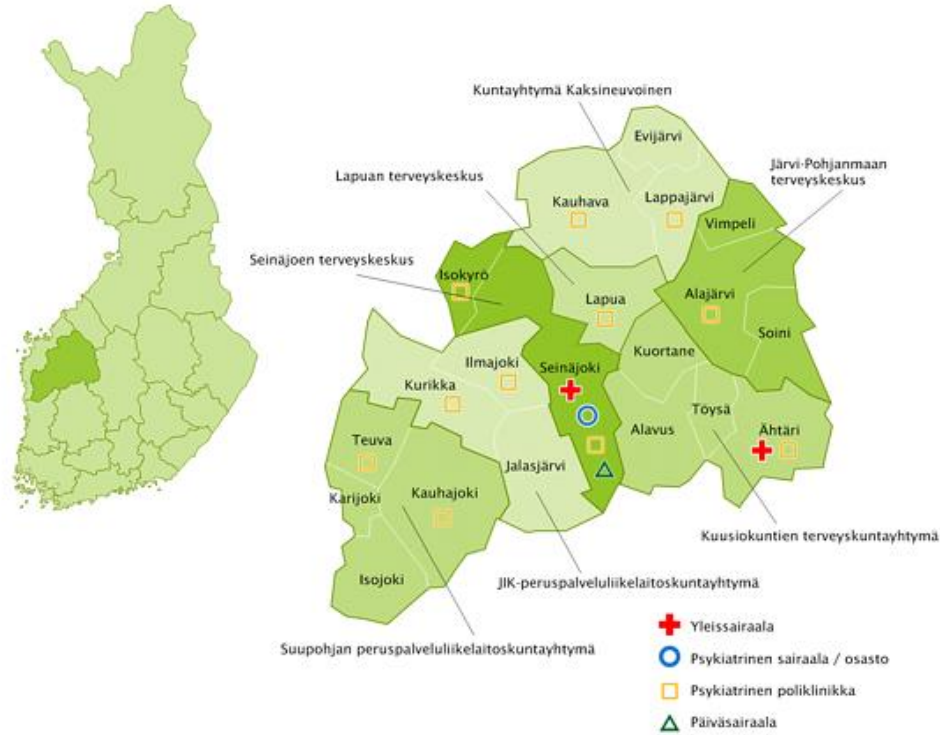 Kuntayhtymä Kaksineuvoinen
Evijärvi
Järvi-Pohjanmaan
terveyskeskus
Lapuan terveyskeskus
Kauhava
Lappajärvi
Vimpeli
Seinäjoen terveyskeskus
Isokyrö
Lapua
Alajärvi
Soini
Kuortane
Ilmajoki
Seinäjoki
Kurikka
Töysä
Alavus
Ähtäri
Teuva
Jalasjärvi
Karijoki
Kauhajoki
Kuusiokuntien terveyskuntayhtymä
Isojoki
JIK-peruspalveluliikelaitoskuntayhtymä
Suupohjan peruspalveluliikelaitoskuntayhtymä
Yleissairaala
Psykiatrinen sairaala / osasto
Psykiatrinen poliklinikka
Päiväsairaala